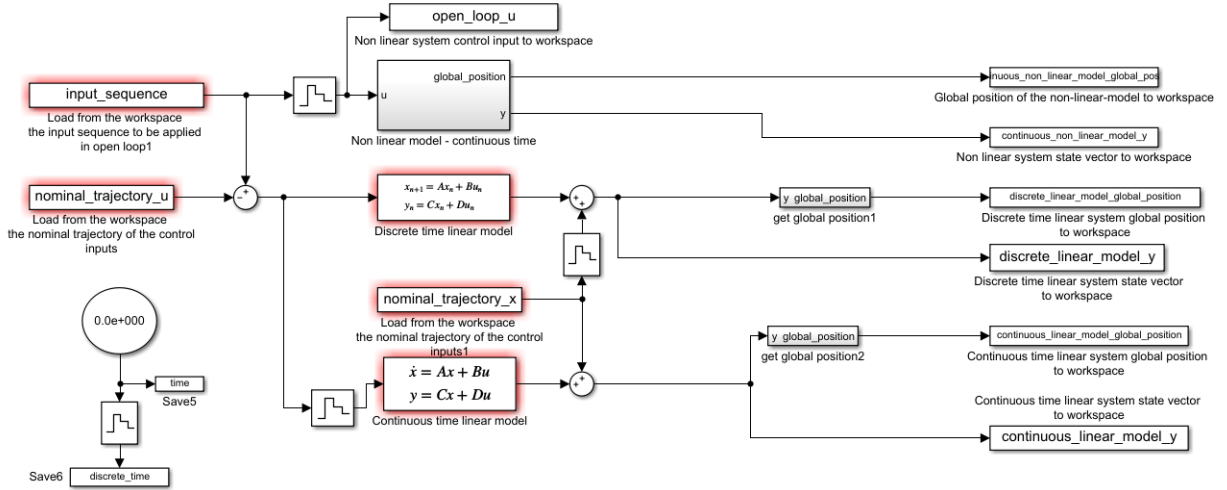 open_loop_u
Non linear system control input to workspace
input_sequence
Load from the workspace
the input sequence to be applied
in open loop1
u
global_position
y
Non linear model - continuous time
inuous_non_linear_model_global_pos
Global position of the non-linear-model to workspace
continuous_non_linear_model_y
Non linear system state vector to workspace
nominal_trajectory_u
Load from the workspace
the nominal trajectory of the control
inputs
xₙ₊₁ = Axₙ + Buₙ
yₙ = Cxₙ + Duₙ
Discrete time linear model
y global_position
get global position1
discrete_linear_model_global_position
Discrete time linear system global position
to workspace
discrete_linear_model_y
Discrete time linear system state vector
to workspace
nominal_trajectory_x
Load from the workspace
the nominal trajectory of the control
inputs1
ẋ = Ax + Bu
y = Cx + Du
Continuous time linear model
y global_position
get global position2
continuous_linear_model_global_position
Continuous time linear system global position
to workspace
Continuous time linear system state vector
to workspace
continuous_linear_model_y
0.0e+000
time
Save5
Save6
discrete_time